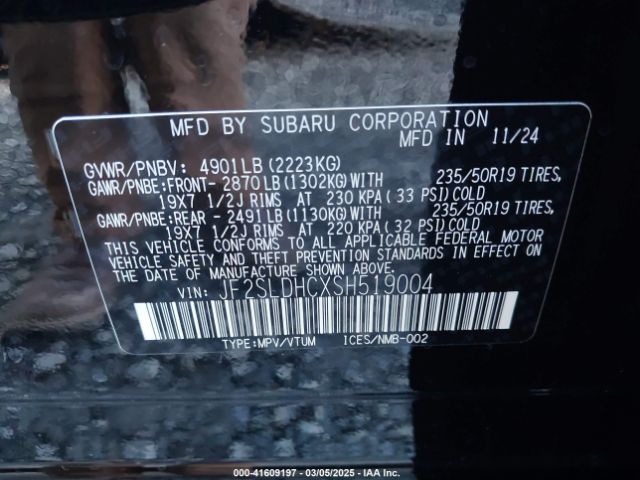 MFD BY SUBARU CORPORATION
MFD IN 11/24
GVWR/PNBV: 4901LB(2223KG)
GAWR/PNBE:FRONT- 2870LB(1302KG)WITH 235/50R19 TIRES,
19X7 1/2J RIMS AT 230 KPA(33 PSI)COLD
GAWR/PNBE:REAR - 2491LB(1130KG)WITH 235/50R19 TIRES,
19X7 1/2J RIMS AT 220 KPA(32 PSI)COLD
THIS VEHICLE CONFORMS TO ALL APPLICABLE FEDERAL MOTOR
VEHICLE SAFETY AND THEFT PREVENTION STANDARDS IN EFFECT ON
THE DATE OF MANUFACTURE SHOWN ABOVE.
VIN: JF2SLDHCXSH519004
TYPE:MPV/VTUM ICES/NMB-002
000-41609197 - 03/05/2025 - IAA Inc.